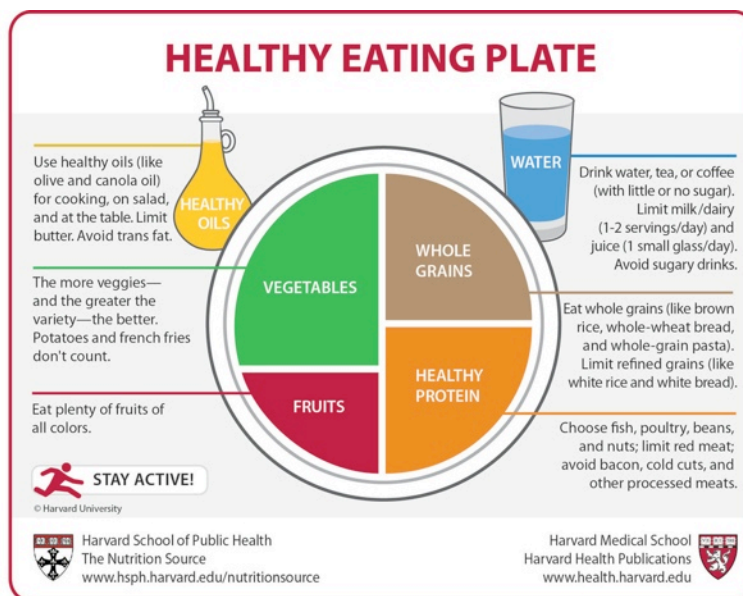 HEALTHY EATING PLATE
Use healthy oils (like
olive and canola oil)
for cooking, on salad,
and at the table. Limit
butter. Avoid trans fat.
HEALTHY
OILS
The more veggies—
and the greater the
variety—the better.
Potatoes and french fries
don't count.
Eat plenty of fruits of
all colors.
VEGETABLES
FRUITS
WHOLE
GRAINS
HEALTHY
PROTEIN
WATER
Drink water, tea, or coffee
(with little or no sugar).
Limit milk/dairy
(1-2 servings/day) and
juice (1 small glass/day).
Avoid sugary drinks.
Eat whole grains (like brown
rice, whole-wheat bread,
and whole-grain pasta).
Limit refined grains (like
white rice and white bread).
Choose fish, poultry, beans,
and nuts; limit red meat;
avoid bacon, cold cuts, and
other processed meats.
STAY ACTIVE!
© Harvard University
Harvard School of Public Health
The Nutrition Source
www.hsph.harvard.edu/nutritionsource
Harvard Medical School
Harvard Health Publications
www.health.harvard.edu